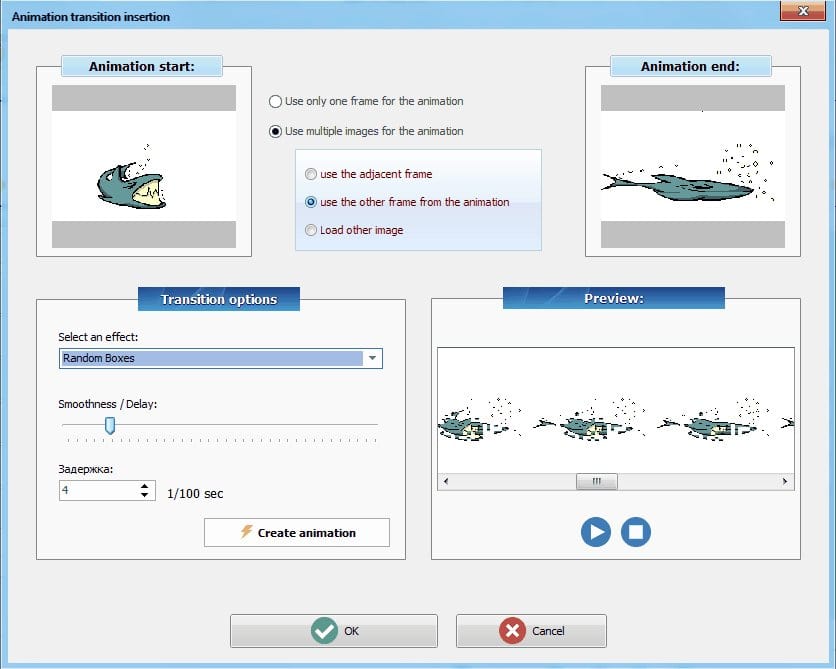 Animation transition insertion
Animation start:
Animation end:
Use only one frame for the animation
Use multiple images for the animation
use the adjacent frame
use the other frame from the animation
Load other image
Transition options
Preview:
Select an effect:
Random Boxes
Smoothness / Delay:
Задержка:
4
1/100 sec
Create animation
OK
Cancel